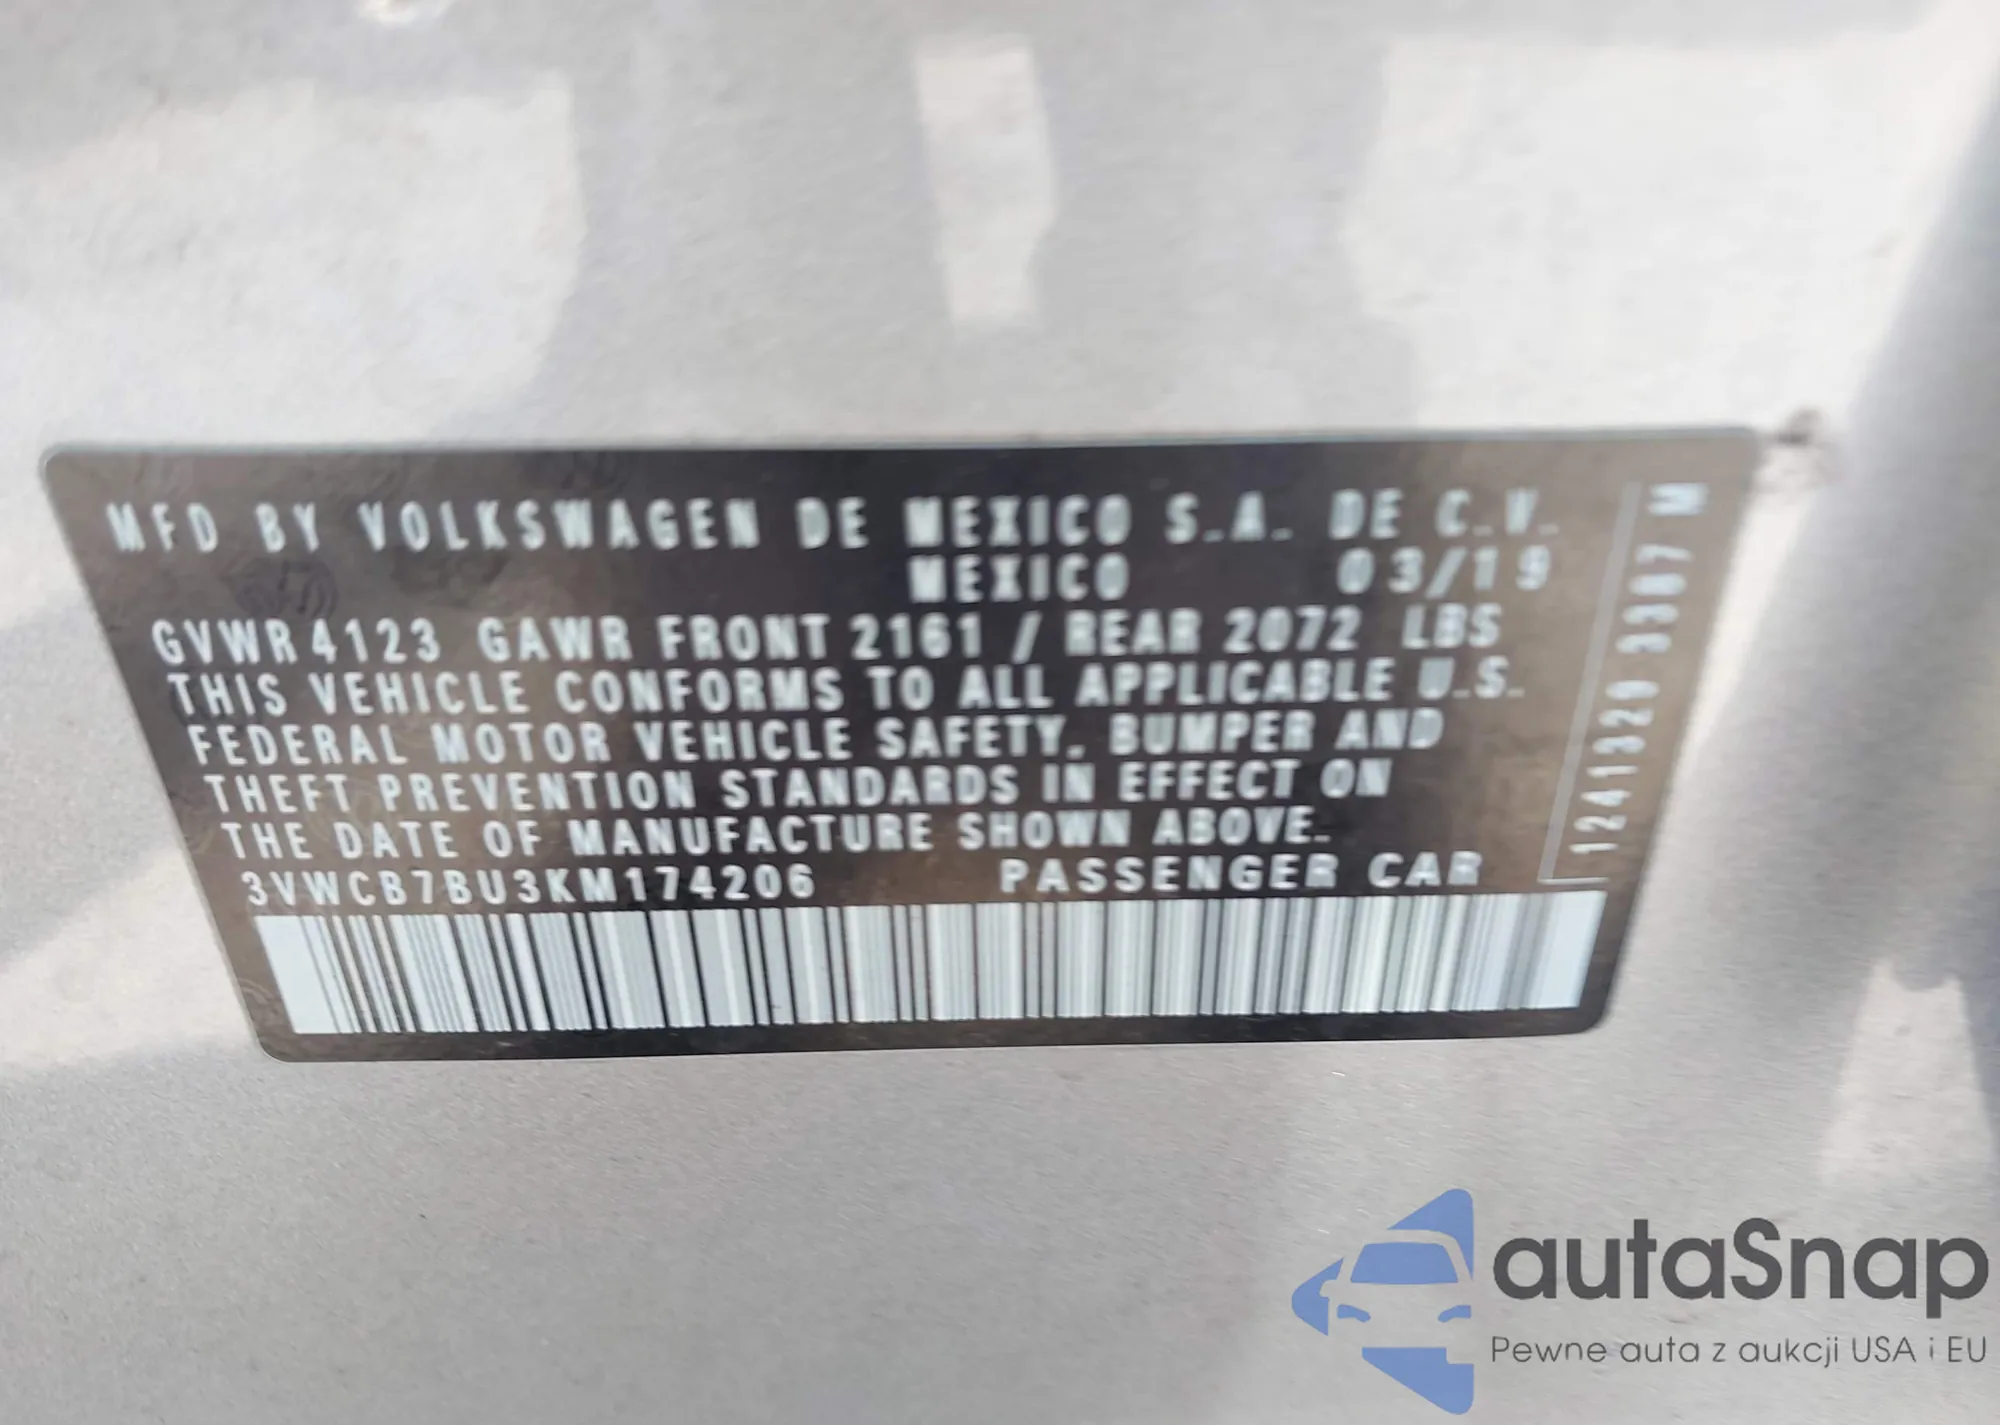 MFD BY VOLKSWAGEN DE MEXICO S.A. DE C.V.
MEXICO 03/19
GVWR 4123 GAWR FRONT 2161 / REAR 2072 LBS
THIS VEHICLE CONFORMS TO ALL APPLICABLE U.S.
FEDERAL MOTOR VEHICLE SAFETY, BUMPER AND
THEFT PREVENTION STANDARDS IN EFFECT ON
THE DATE OF MANUFACTURE SHOWN ABOVE.
3VWCB7BU3KM174206 PASSENGER CAR
1241329 3367 M
autaSnap
Pewne auta z aukcji USA i EU